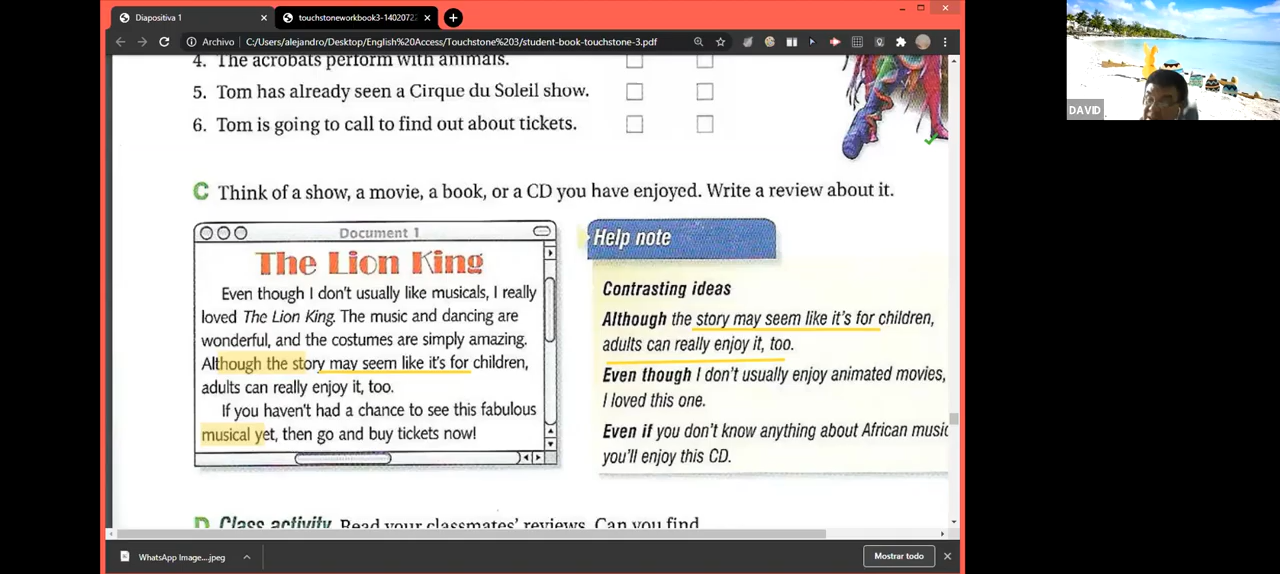 Diapositiva 1
touchstoneworkbook3-14020722
Archivo
C:/Users/alejandro/Desktop/English%20Access/Touchstone%203/student-book-touchstone-3.pdf
DAVID
4. The acrobats perform with animals.
5. Tom has already seen a Cirque du Soleil show.
6. Tom is going to call to find out about tickets.
C Think of a show, a movie, a book, or a CD you have enjoyed. Write a review about it.
Document 1
The Lion King
Even though I don't usually like musicals, I really
loved The Lion King. The music and dancing are
wonderful, and the costumes are simply amazing.
Although the story may seem like it's for children,
adults can really enjoy it, too.
If you haven't had a chance to see this fabulous
musical yet, then go and buy tickets now!
Help note
Contrasting ideas
Although the story may seem like it's for children,
adults can really enjoy it, too.
Even though I don't usually enjoy animated movies,
I loved this one.
Even if you don't know anything about African music
you'll enjoy this CD.
D Class activity Read your classmates' reviews. Can you find
WhatsApp Image....jpeg
Mostrar todo